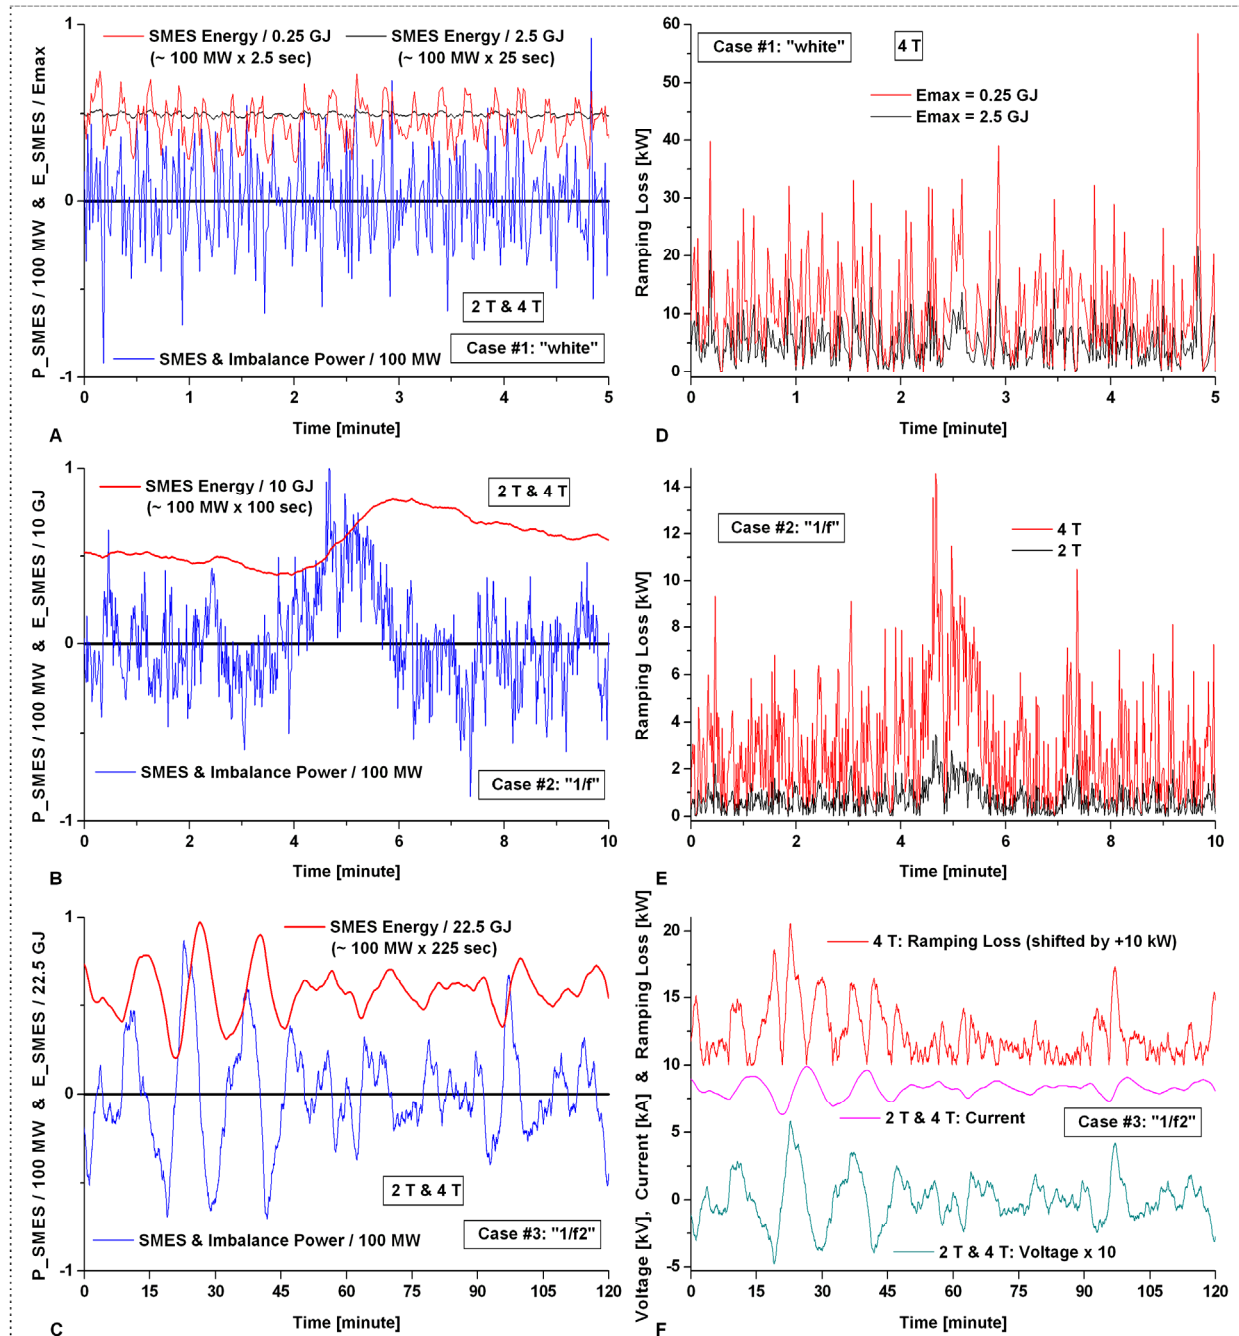 P_SMES / 100 MW & E_SMES / Emax
1
0
-1
SMES Energy / 0.25 GJ
(~ 100 MW x 2.5 sec)
SMES Energy / 2.5 GJ
(~ 100 MW x 25 sec)
2 T & 4 T
SMES & Imbalance Power / 100 MW
Case #1: "white"
0 1 2 3 4 5
Time [minute]
A
Ramping Loss [kW]
60
50
40
30
20
10
0
Case #1: "white"
4 T
Emax = 0.25 GJ
Emax = 2.5 GJ
0 1 2 3 4 5
Time [minute]
D
P_SMES / 100 MW & E_SMES / 10 GJ
1
0
-1
SMES Energy / 10 GJ
(~ 100 MW x 100 sec)
2 T & 4 T
SMES & Imbalance Power / 100 MW
Case #2: "1/f"
0 2 4 6 8 10
Time [minute]
B
Ramping Loss [kW]
14
12
10
8
6
4
2
0
Case #2: "1/f"
4 T
2 T
0 2 4 6 8 10
Time [minute]
E
P_SMES / 100 MW & E_SMES / 22.5 GJ
1
0
-1
SMES Energy / 22.5 GJ
(~ 100 MW x 225 sec)
2 T & 4 T
SMES & Imbalance Power / 100 MW
Case #3: "1/f2"
0 15 30 45 60 75 90 105 120
Time [minute]
C
Voltage [kV], Current [kA] & Ramping Loss [kW]
20
15
10
5
0
-5
4 T: Ramping Loss (shifted by +10 kW)
2 T & 4 T: Current
Case #3: "1/f2"
2 T & 4 T: Voltage x 10
0 15 30 45 60 75 90 105 120
Time [minute]
F